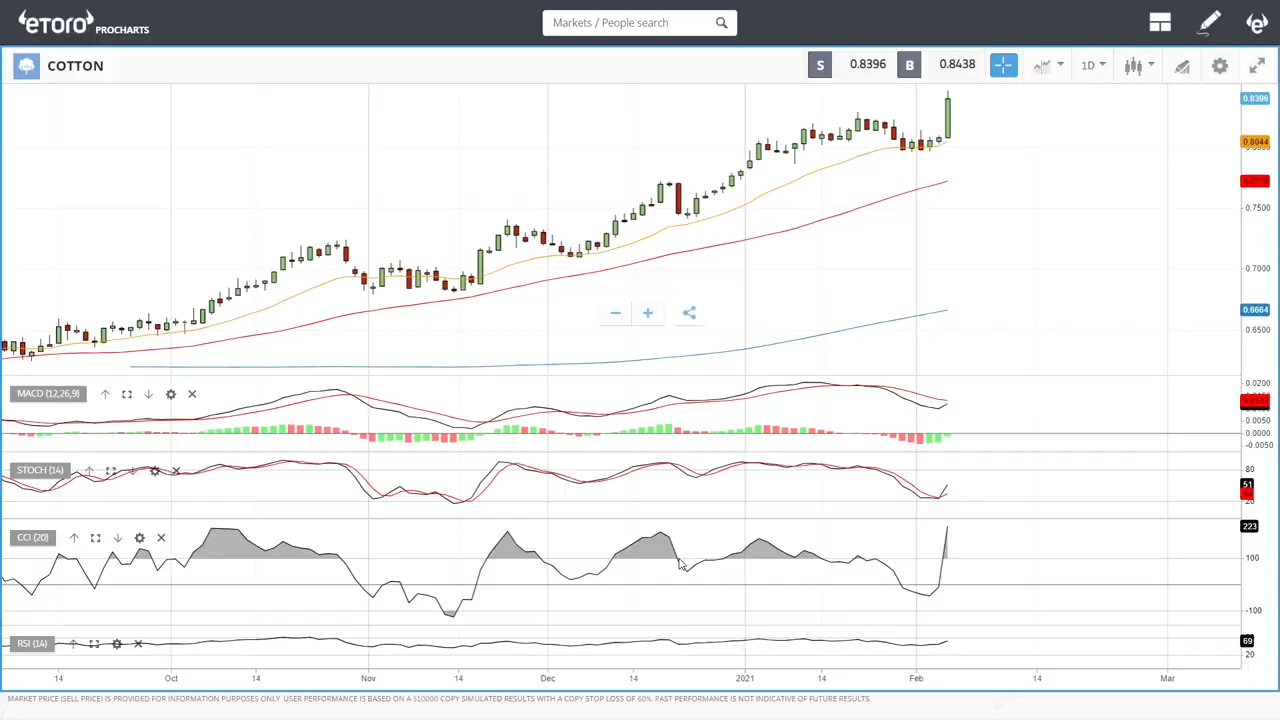 eTORO PROCHARTS
Markets / People search
COTTON
S 0.8396 B 0.8438
1D
0.8396
0.8044
0.7500
0.7000
0.6664
0.6500
MACD (12,26,9)
0.0200
0.0050
0.0000
-0.0050
STOCH (14)
80
51
20
CCI (20)
223
100
-100
RSI (14)
69
20
14 Oct 14 Nov 14 Dec 14 2021 14 Feb 14 Mar
MARKET PRICE (SELL PRICE) IS PROVIDED FOR INFORMATION PURPOSES ONLY USER PERFORMANCE IS BASED ON A $10000 COPY SIMULATED RESULTS WITH A COPY STOP LOSS OF 60%. PAST PERFORMANCE IS NOT INDICATIVE OF FUTURE RESULTS.